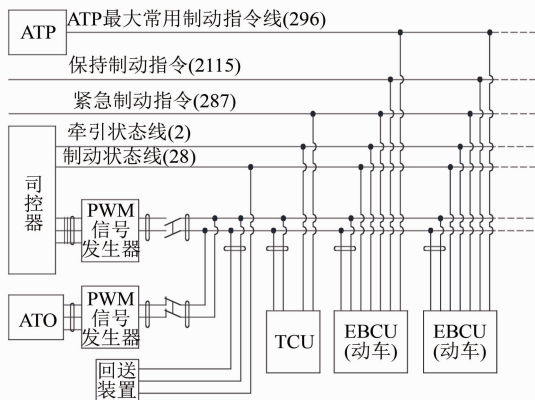 ATP
ATP最大常用制动指令线(296)
保持制动指令(2115)
紧急制动指令(287)
牵引状态线(2)
制动状态线(28)
司控器
PWM
信号
发生器
ATO
PWM
信号
发生器
回送
装置
TCU
EBCU
(动车)
EBCU
(动车)